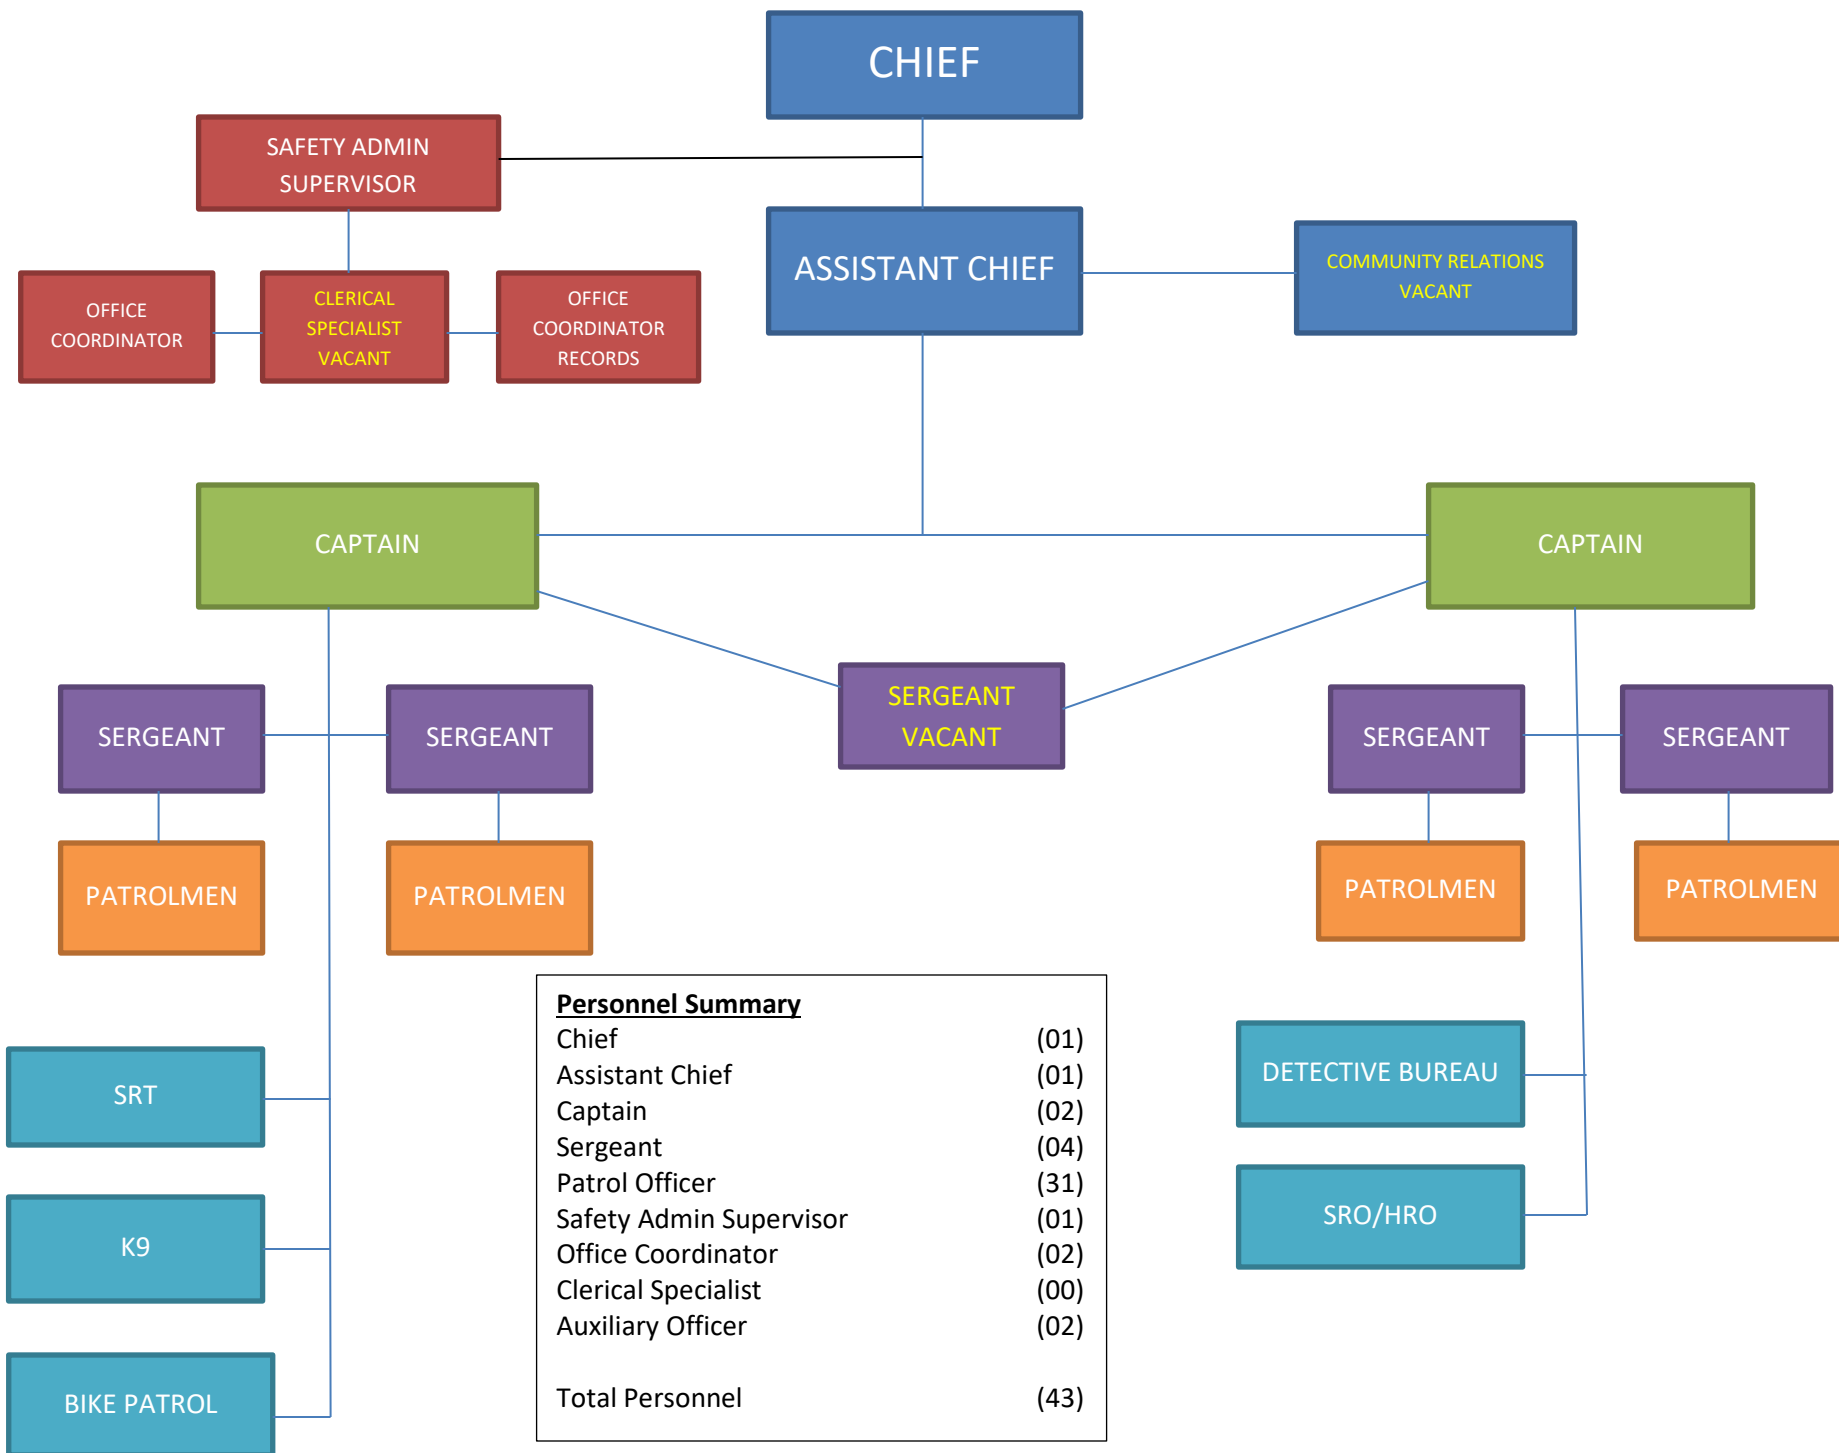 CHIEF
SAFETY ADMIN
SUPERVISOR
ASSISTANT CHIEF
COMMUNITY RELATIONS
VACANT
OFFICE
COORDINATOR
CLERICAL
SPECIALIST
VACANT
OFFICE
COORDINATOR
RECORDS
CAPTAIN
CAPTAIN
SERGEANT
VACANT
SERGEANT
SERGEANT
SERGEANT
SERGEANT
PATROLMEN
PATROLMEN
PATROLMEN
PATROLMEN
SRT
K9
BIKE PATROL
Personnel Summary
Chief (01)
Assistant Chief (01)
Captain (02)
Sergeant (04)
Patrol Officer (31)
Safety Admin Supervisor (01)
Office Coordinator (02)
Clerical Specialist (00)
Auxiliary Officer (02)
Total Personnel (43)
DETECTIVE BUREAU
SRO/HRO